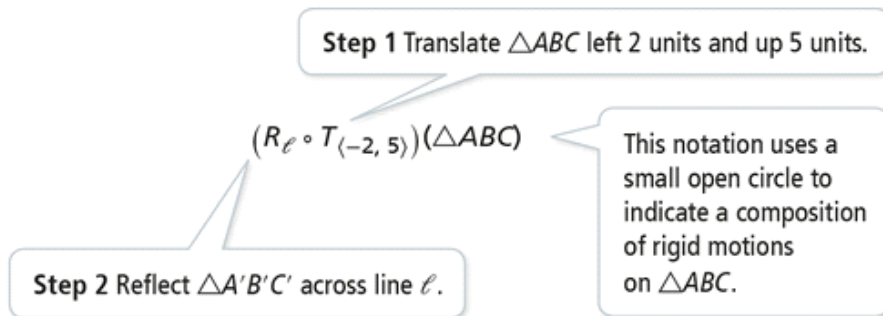 Step 1 Translate △ABC left 2 units and up 5 units.
(Rℓ ∘ T⟨−2, 5⟩)(△ABC)
This notation uses a
small open circle to
indicate a composition
of rigid motions
on △ABC.
Step 2 Reflect △A'B'C' across line ℓ.